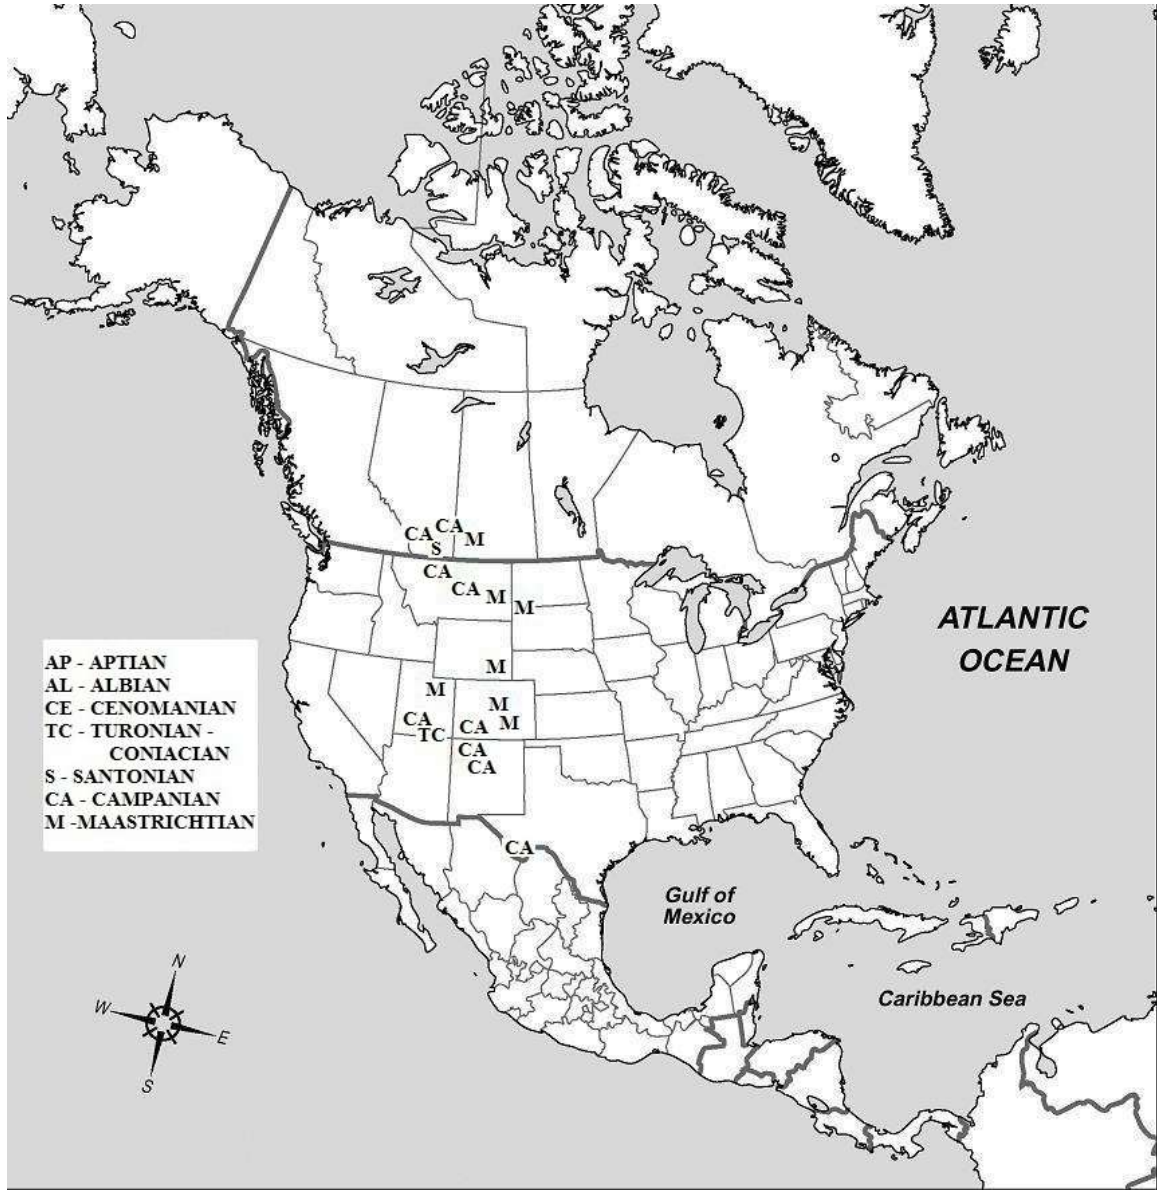 CA
CA
M
S
CA
CA
M
M
M
M
CA
TC
M
CA
M
CA
CA
CA
ATLANTIC
OCEAN
AP - APTIAN
AL - ALBIAN
CE - CENOMANIAN
TC - TURONIAN -
CONIACIAN
S - SANTONIAN
CA - CAMPANIAN
M -MAASTRICHTIAN
Gulf of
Mexico
Caribbean Sea
N
W
E
S